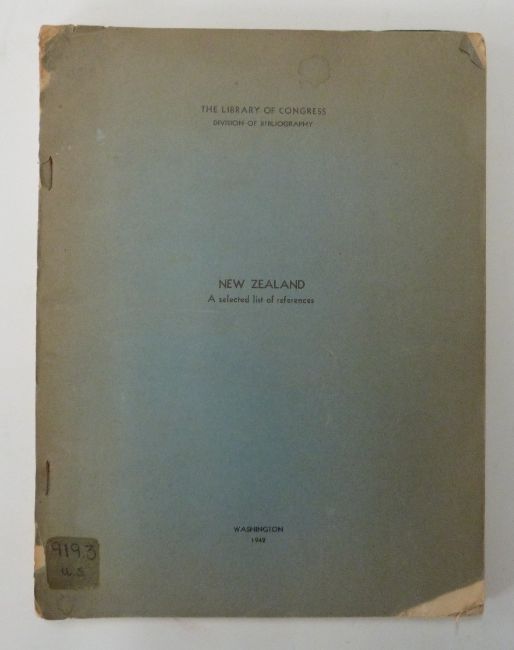 THE LIBRARY OF CONGRESS
DIVISION OF BIBLIOGRAPHY
NEW ZEALAND
A selected list of references
WASHINGTON
1942
919.3
U.S